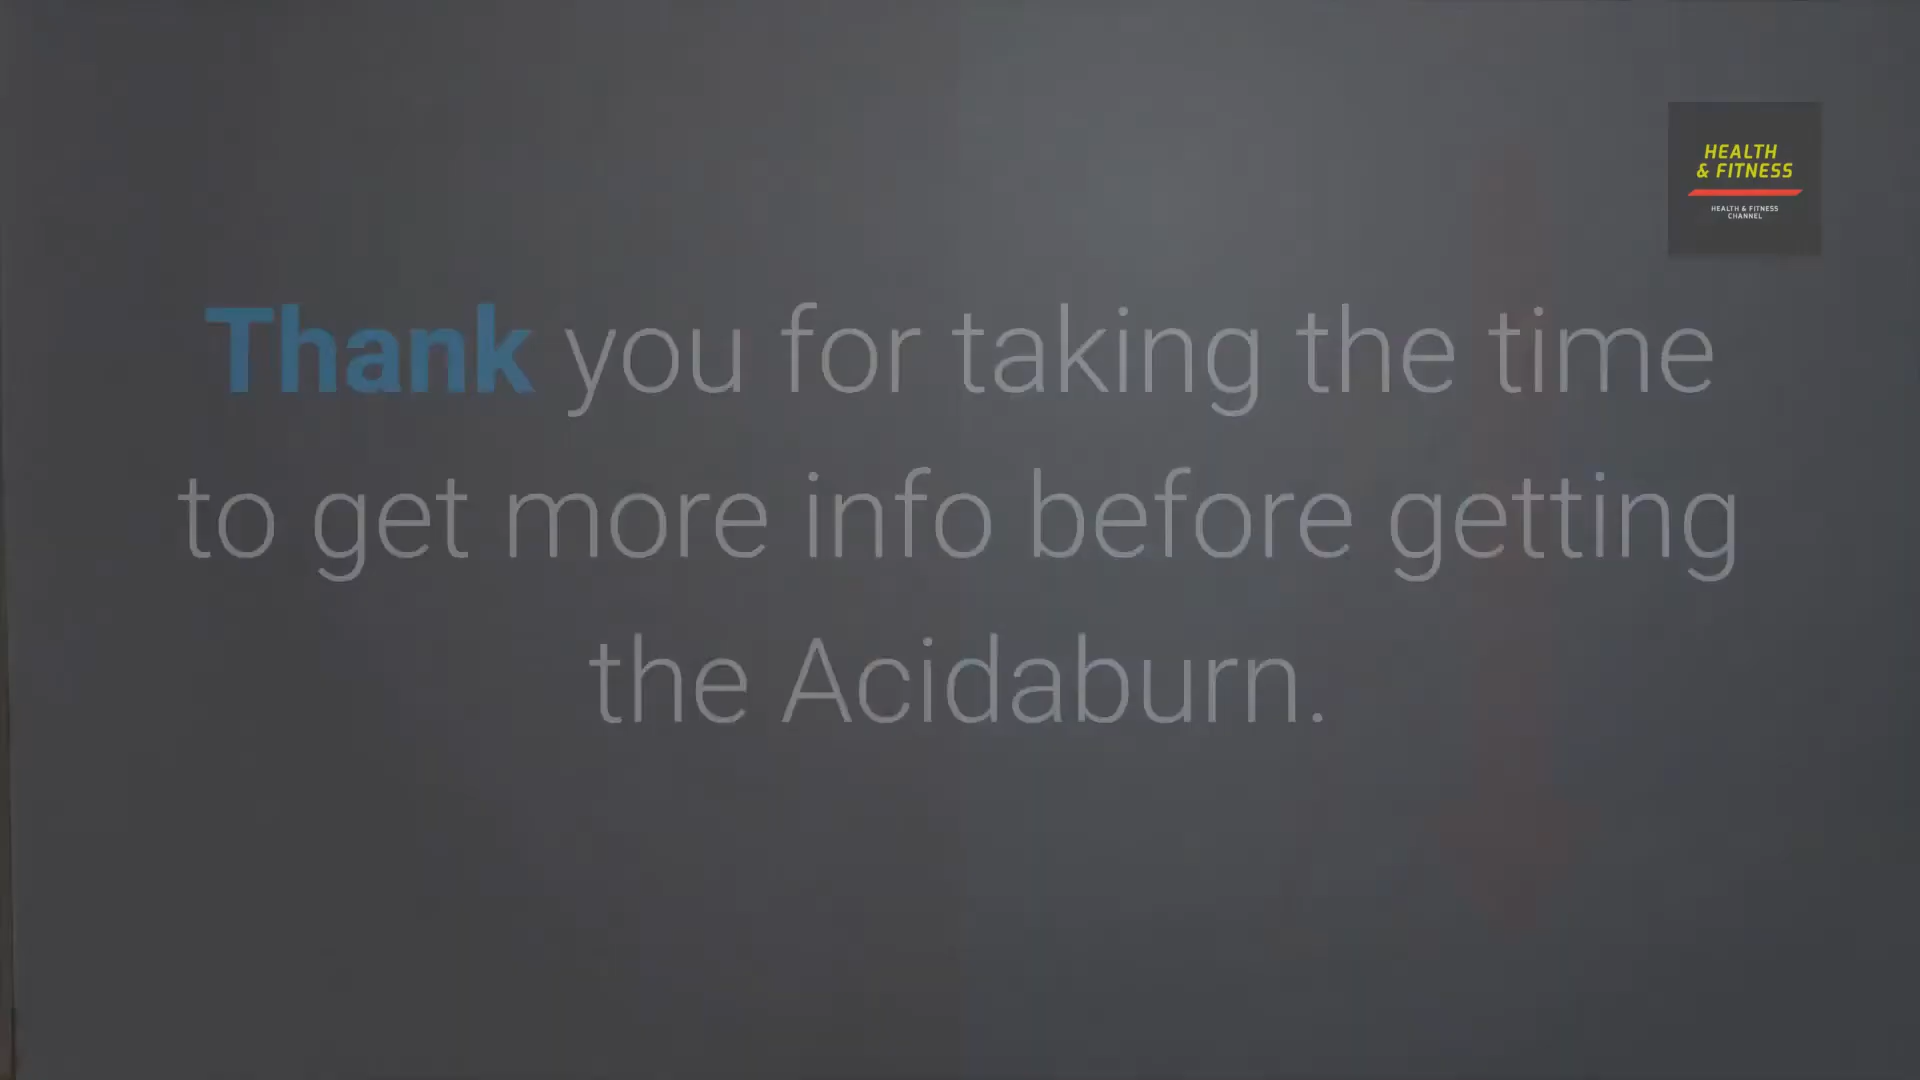 HEALTH
& FITNESS
HEALTH & FITNESS
CHANNEL
Thank you for taking the time
to get more info before getting
the Acidaburn.